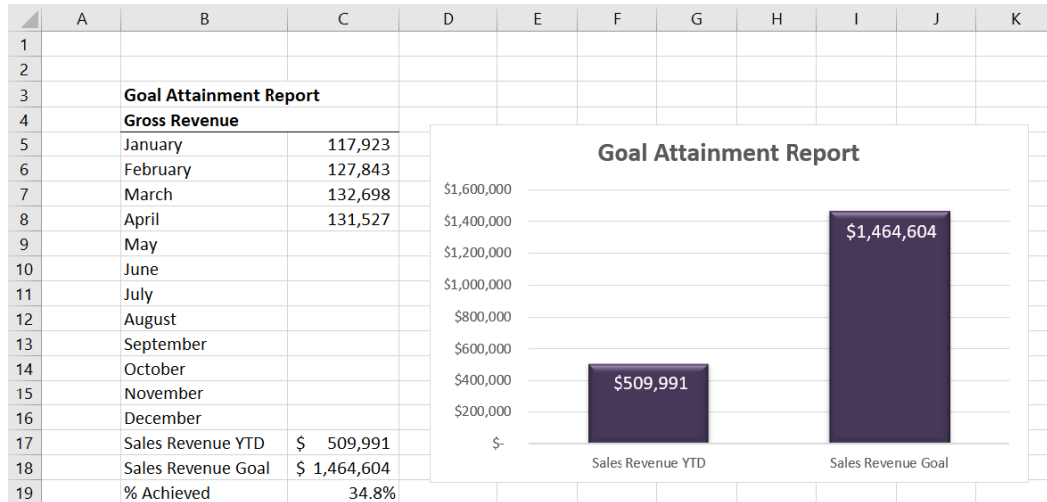 A B C D E F G H I J K
1
2
3 Goal Attainment Report
4 Gross Revenue
5 January 117,923
6 February 127,843
7 March 132,698
8 April 131,527
9 May
10 June
11 July
12 August
13 September
14 October
15 November
16 December
17 Sales Revenue YTD $ 509,991
18 Sales Revenue Goal $ 1,464,604
19 % Achieved 34.8%
Goal Attainment Report
$1,600,000
$1,400,000
$1,200,000
$1,000,000
$800,000
$600,000
$400,000
$200,000
$-
$509,991
$1,464,604
Sales Revenue YTD Sales Revenue Goal